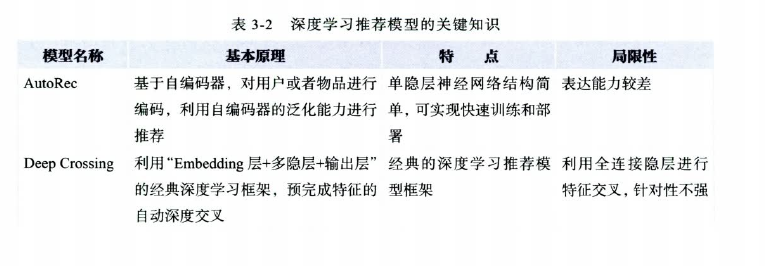 表 3-2 深度学习推荐模型的关键知识
模型名称 基本原理 特 点 局限性
AutoRec 基于自编码器，对用户或者物品进行 单隐层神经网络结构简 表达能力较差
编码，利用自编码器的泛化能力进行 单，可实现快速训练和部
推荐 署
Deep Crossing 利用“Embedding 层+多隐层+输出层” 经典的深度学习推荐模 利用全连接隐层进行
的经典深度学习框架，预完成特征的 型框架 特征交叉，针对性不强
自动深度交叉